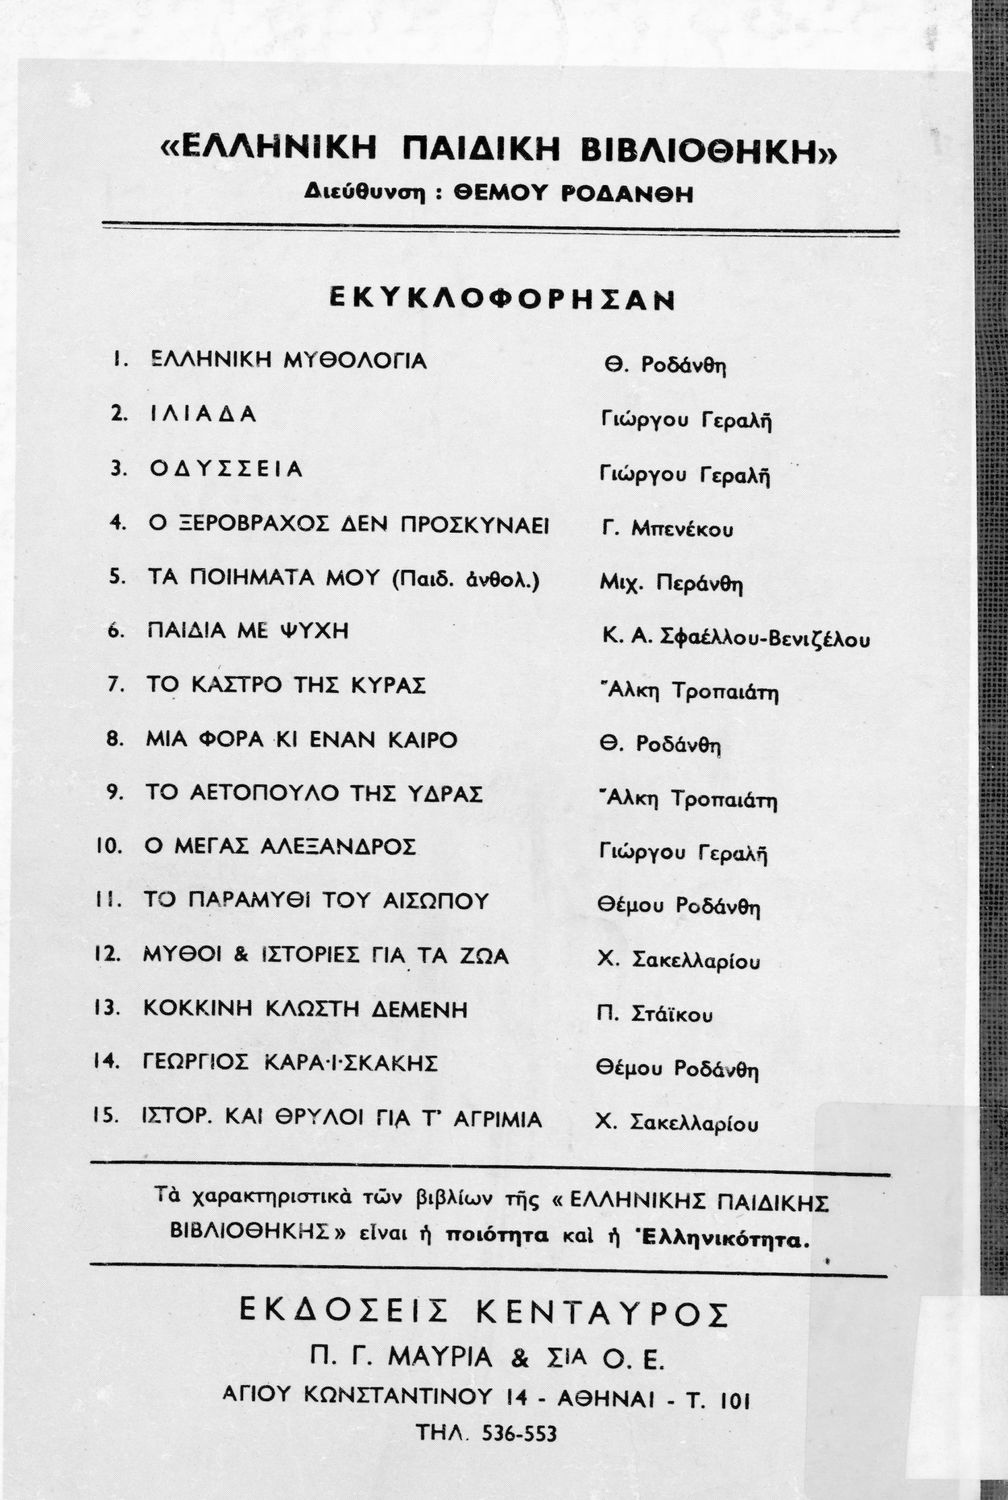 «ΕΛΛΗΝΙΚΗ ΠΑΙΔΙΚΗ ΒΙΒΛΙΟΘΗΚΗ»
Διεύθυνση : ΘΕΜΟΥ ΡΟΔΑΝΘΗ
ΕΚΥΚΛΟΦΟΡΗΣΑΝ
1. ΕΛΛΗΝΙΚΗ ΜΥΘΟΛΟΓΙΑ Θ. Ροδάνθη
2. ΙΛΙΑΔΑ Γιώργου Γεραλῆ
3. ΟΔΥΣΣΕΙΑ Γιώργου Γεραλῆ
4. Ο ΞΕΡΟΒΡΑΧΟΣ ΔΕΝ ΠΡΟΣΚΥΝΑΕΙ Γ. Μπενέκου
5. ΤΑ ΠΟΙΗΜΑΤΑ ΜΟΥ (Παιδ. ἀνθολ.) Μιχ. Περάνθη
6. ΠΑΙΔΙΑ ΜΕ ΨΥΧΗ Κ. Α. Σφαέλλου-Βενιζέλου
7. ΤΟ ΚΑΣΤΡΟ ΤΗΣ ΚΥΡΑΣ Ἄλκη Τροπαιάτη
8. ΜΙΑ ΦΟΡΑ ΚΙ ΕΝΑΝ ΚΑΙΡΟ Θ. Ροδάνθη
9. ΤΟ ΑΕΤΟΠΟΥΛΟ ΤΗΣ ΥΔΡΑΣ Ἄλκη Τροπαιάτη
10. Ο ΜΕΓΑΣ ΑΛΕΞΑΝΔΡΟΣ Γιώργου Γεραλῆ
11. ΤΟ ΠΑΡΑΜΥΘΙ ΤΟΥ ΑΙΣΩΠΟΥ Θέμου Ροδάνθη
12. ΜΥΘΟΙ & ΙΣΤΟΡΙΕΣ ΓΙΑ ΤΑ ΖΩΑ Χ. Σακελλαρίου
13. ΚΟΚΚΙΝΗ ΚΛΩΣΤΗ ΔΕΜΕΝΗ Π. Στάϊκου
14. ΓΕΩΡΓΙΟΣ ΚΑΡΑ·Ι·ΣΚΑΚΗΣ Θέμου Ροδάνθη
15. ΙΣΤΟΡ. ΚΑΙ ΘΡΥΛΟΙ ΓΙΑ Τ' ΑΓΡΙΜΙΑ Χ. Σακελλαρίου
Τὰ χαρακτηριστικὰ τῶν βιβλίων τῆς «ΕΛΛΗΝΙΚΗΣ ΠΑΙΔΙΚΗΣ
ΒΙΒΛΙΟΘΗΚΗΣ» εἶναι ἡ ποιότητα καὶ ἡ Ἑλληνικότητα.
ΕΚΔΟΣΕΙΣ ΚΕΝΤΑΥΡΟΣ
Π. Γ. ΜΑΥΡΙΑ & ΣΙΑ Ο. Ε.
ΑΓΙΟΥ ΚΩΝΣΤΑΝΤΙΝΟΥ 14 - ΑΘΗΝΑΙ - Τ. 101
ΤΗΛ. 536-553